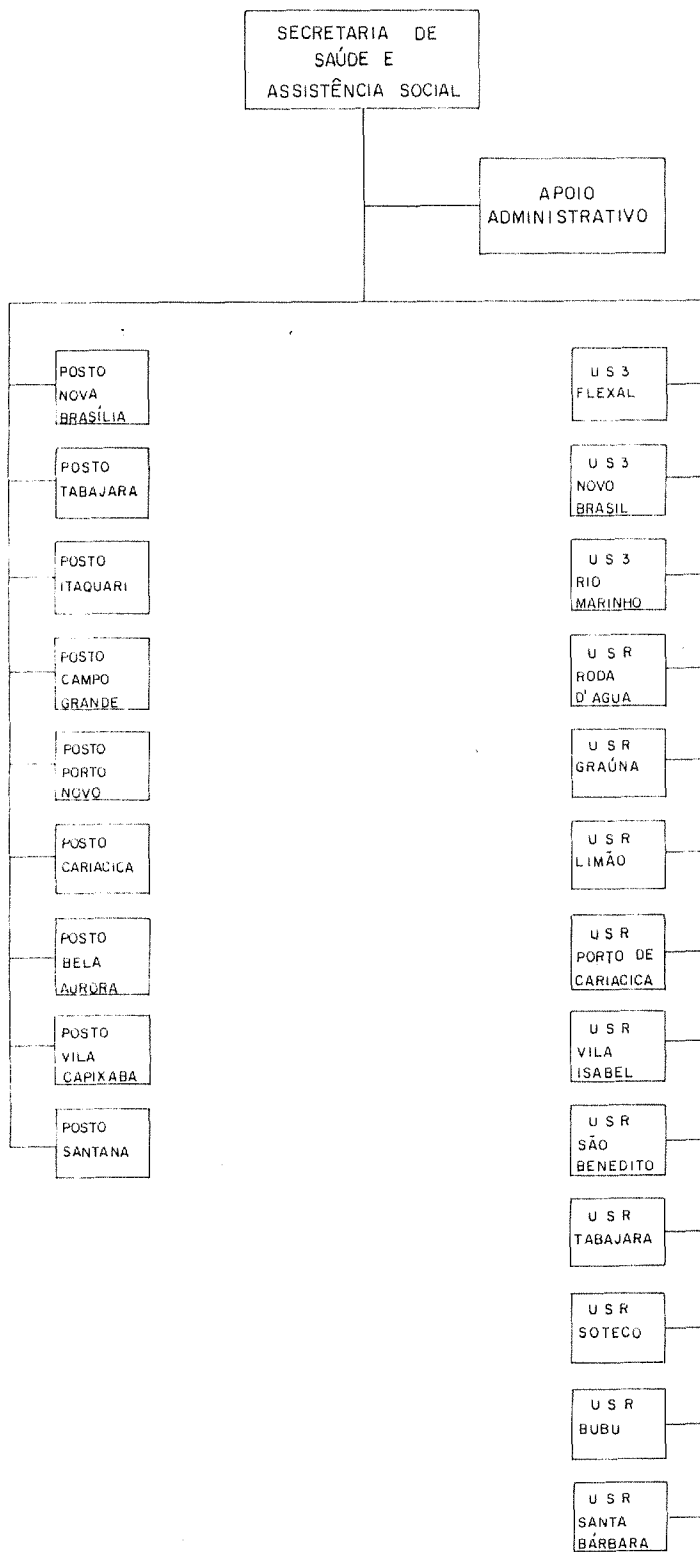 SECRETARIA DE
SAÚDE E
ASSISTÊNCIA SOCIAL
APOIO
ADMINISTRATIVO
POSTO
NOVA
BRASÍLIA
POSTO
TABAJARA
POSTO
ITAQUARI
POSTO
CAMPO
GRANDE
POSTO
PORTO
NOVO
POSTO
CARIACICA
POSTO
BELA
AURORA
POSTO
VILA
CAPIXABA
POSTO
SANTANA
U S 3
FLEXAL
U S 3
NOVO
BRASIL
U S 3
RIO
MARINHO
U S R
RODA
D'AGUA
U S R
GRAÚNA
U S R
LIMÃO
U S R
PORTO DE
CARIACICA
U S R
VILA
ISABEL
U S R
SÃO
BENEDITO
U S R
TABAJARA
U S R
SOTECO
U S R
BUBU
U S R
SANTA
BÁRBARA